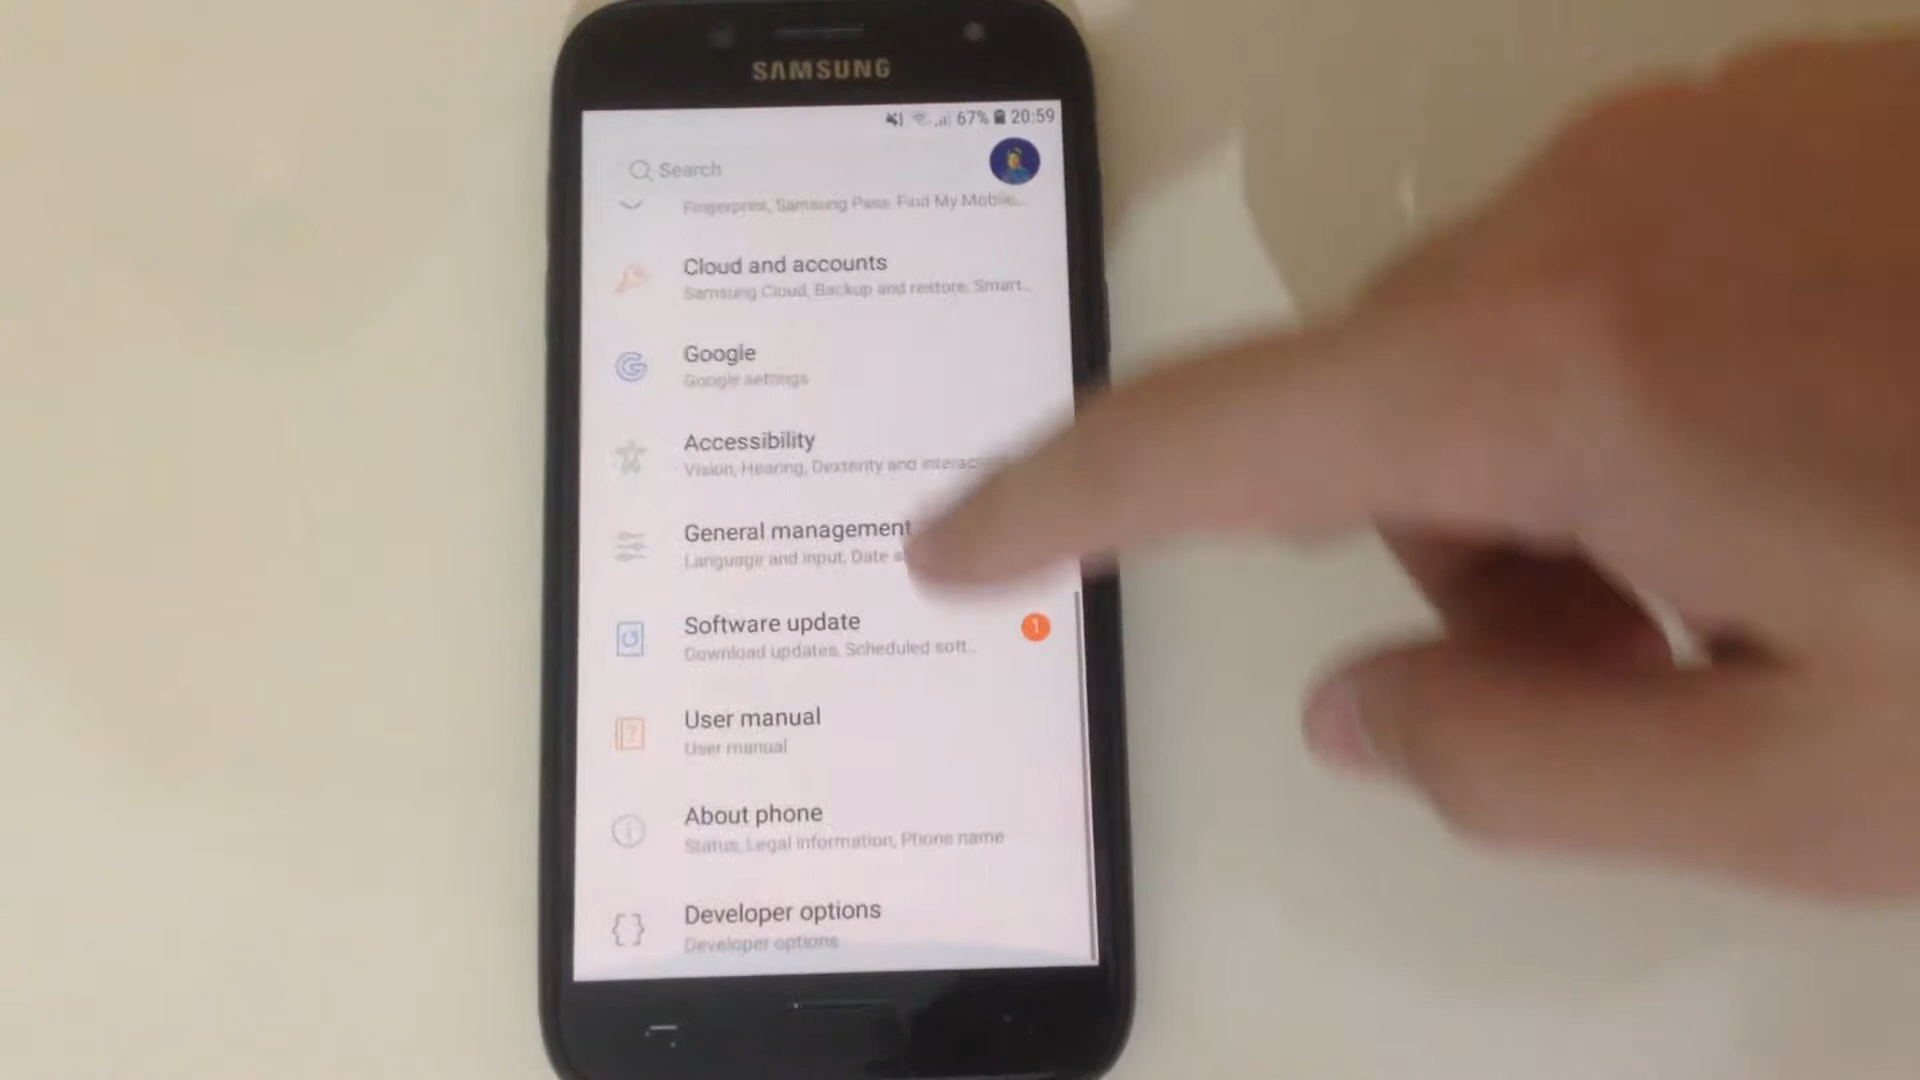 SAMSUNG
67% 20:59
Search
Fingerprint, Samsung Pass, Find My Mobile...
Cloud and accounts
Samsung Cloud, Backup and restore, Smart...
Google
Google settings
Accessibility
Vision, Hearing, Dexterity and interac
General management
Language and input, Date a
Software update
1
Download updates, Scheduled soft...
User manual
User manual
About phone
Status, Legal information, Phone name
Developer options
Developer options